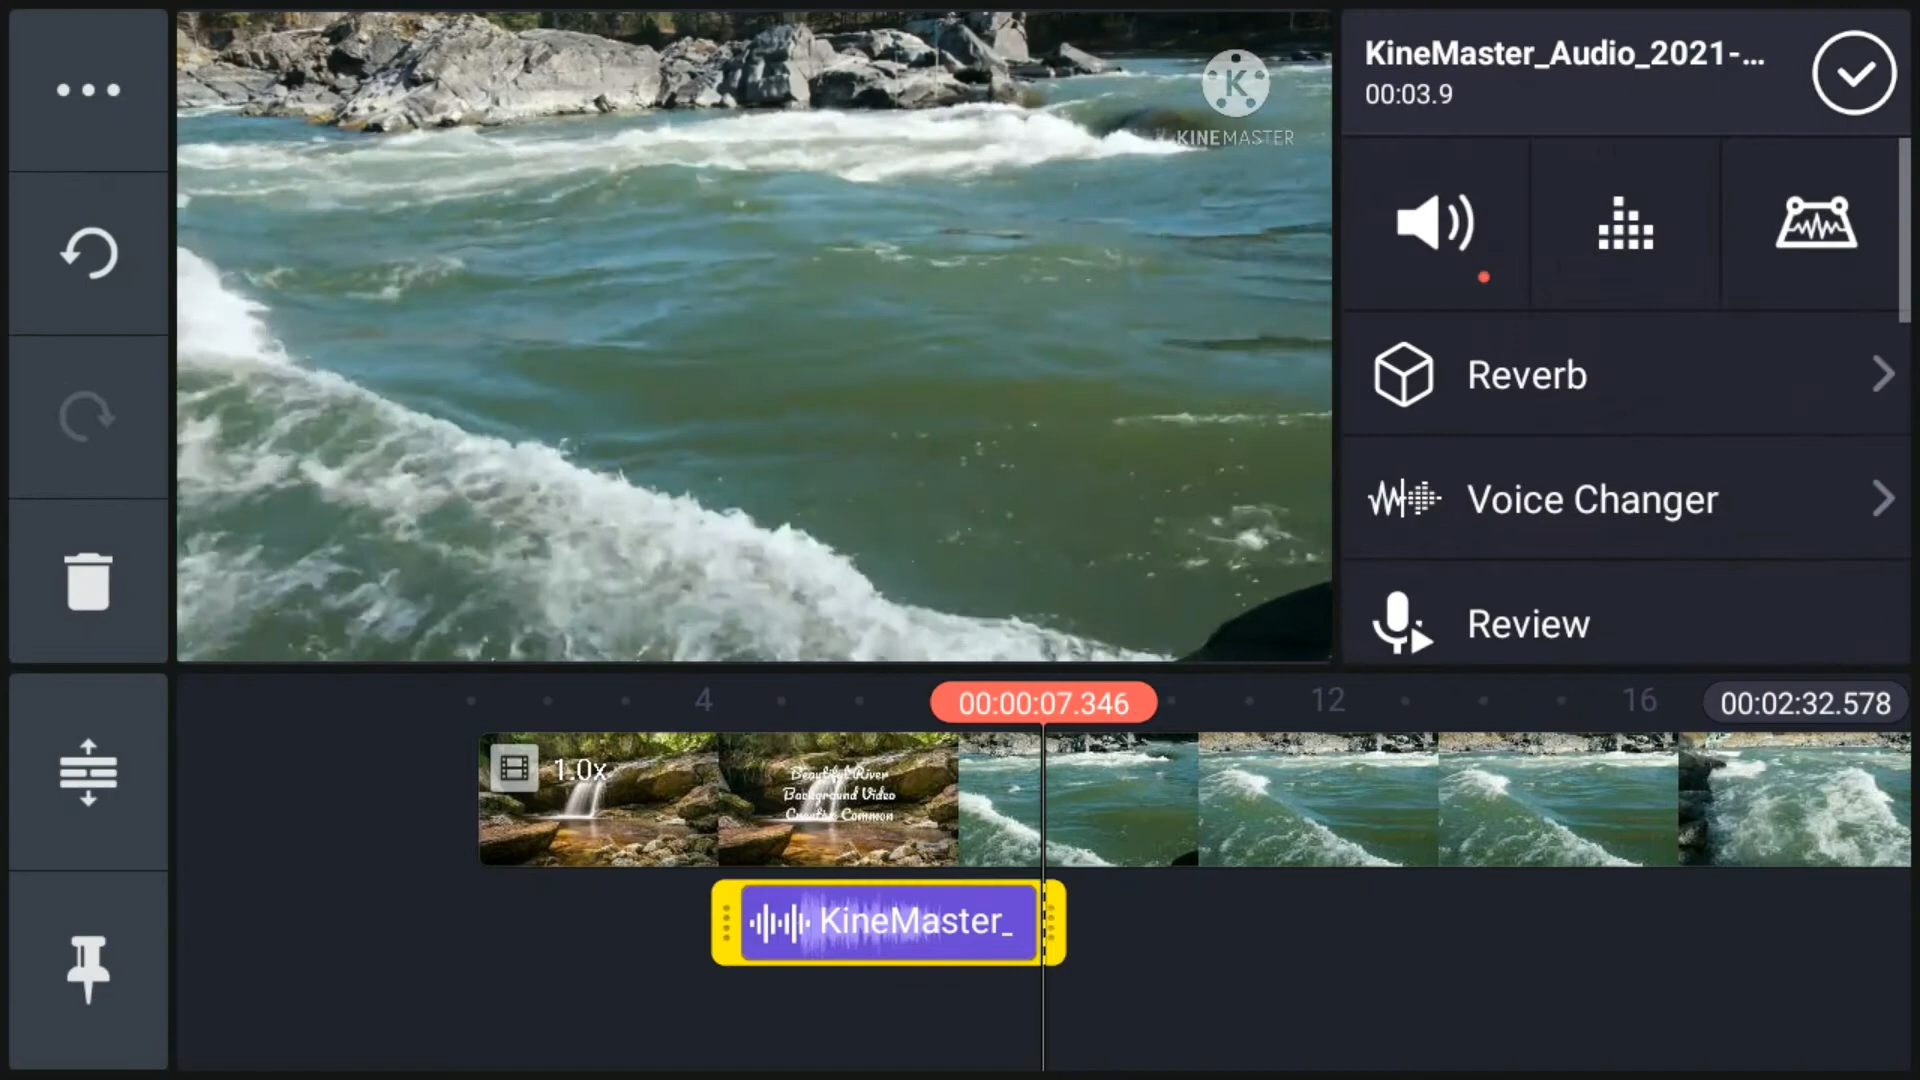 KINEMASTER
KineMaster_Audio_2021-...
00:03.9
Reverb
Voice Changer
Review
4
00:00:07.346
12
16
00:02:32.578
1.0x
Beautiful River
Background Video
Creative Common
KineMaster_